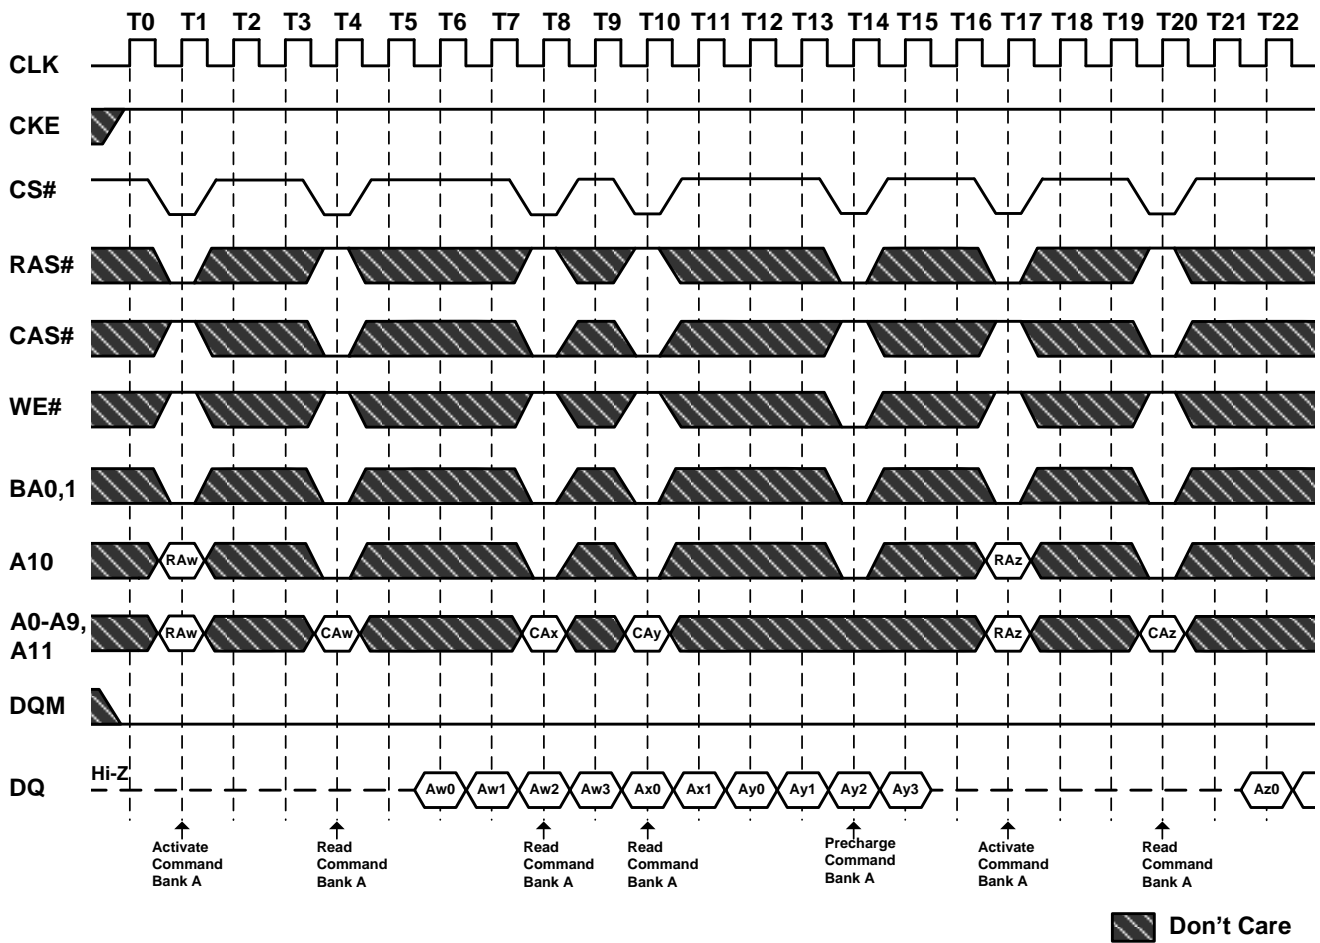 T0 T1 T2 T3 T4 T5 T6 T7 T8 T9 T10 T11 T12 T13 T14 T15 T16 T17 T18 T19 T20 T21 T22
CLK
CKE
CS#
RAS#
CAS#
WE#
BA0,1
A10 RAw RAz
A0-A9,
A11
RAw CAw CAx CAy RAz CAz
DQM
Hi-Z
DQ Aw0 Aw1 Aw2 Aw3 Ax0 Ax1 Ay0 Ay1 Ay2 Ay3 Az0
Activate
Command
Bank A
Read
Command
Bank A
Read
Command
Bank A
Read
Command
Bank A
Precharge
Command
Bank A
Activate
Command
Bank A
Read
Command
Bank A
Don't Care